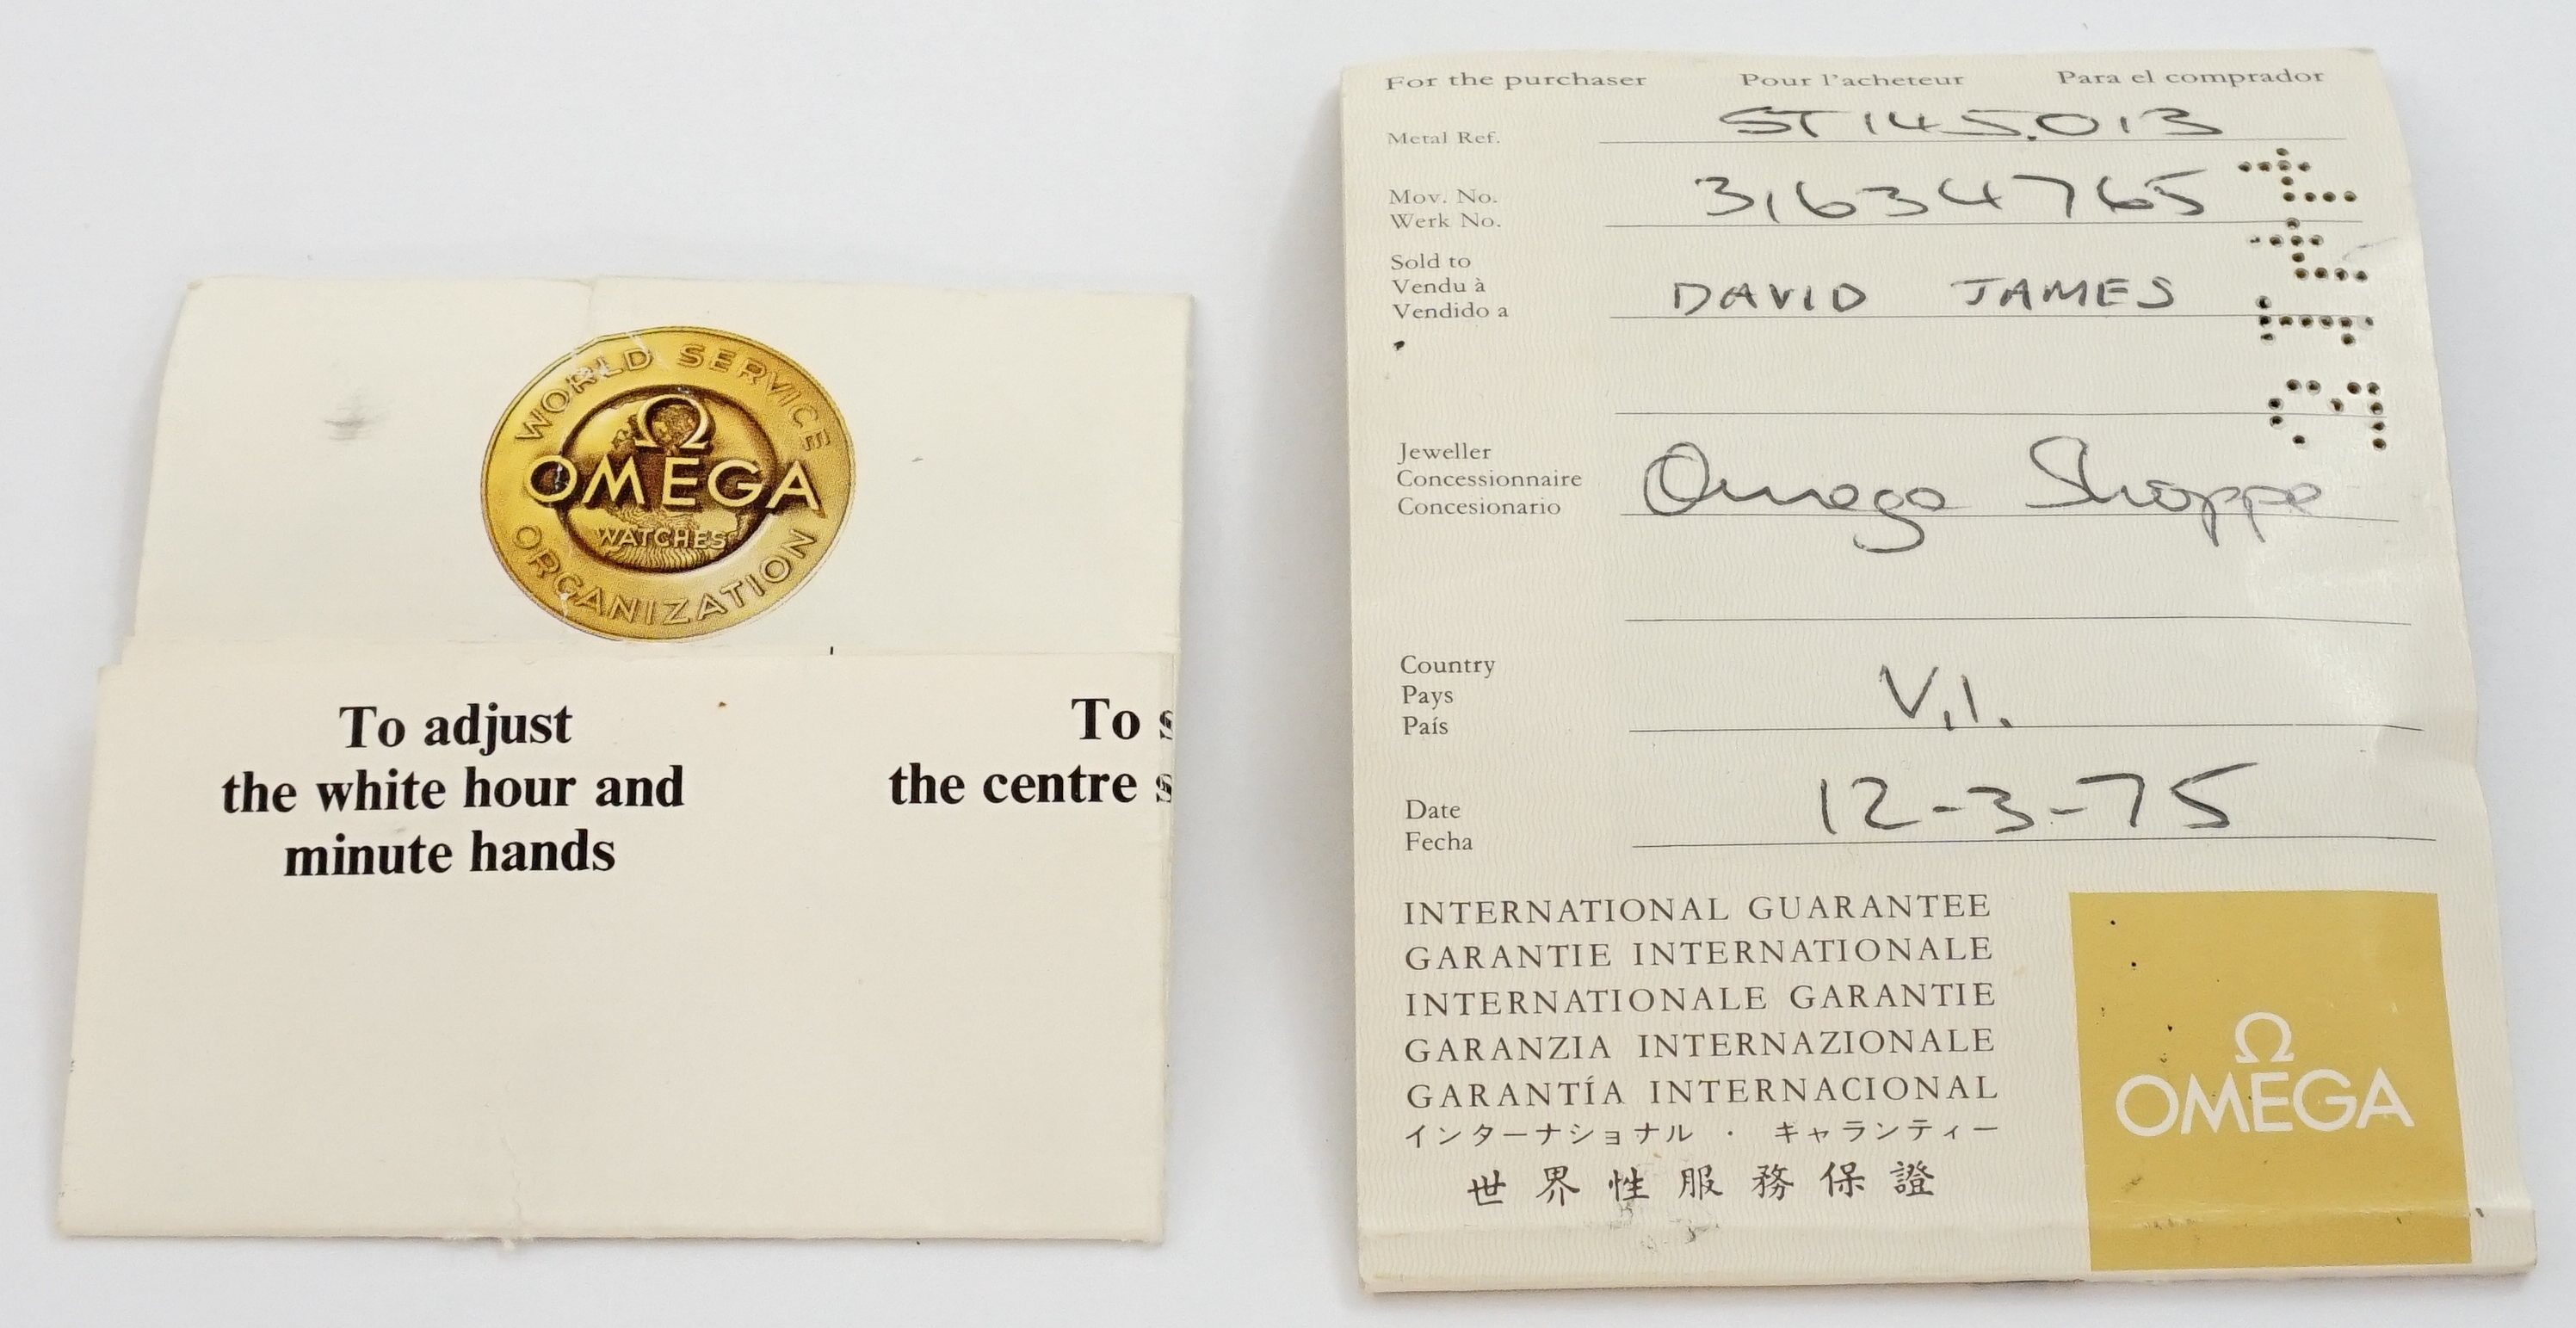 WORLD SERVICE
Ω
OMEGA
WATCHES
ORGANIZATION
To adjust
the white hour and
minute hands
To s
the centre s
For the purchaser Pour l'acheteur Para el comprador
Metal Ref. ST145.013
Mov. No.
Werk No. 31634765
Sold to
Vendu à
Vendido a DAVID JAMES
Jeweller
Concessionnaire
Concesionario Omega Shoppe
Country
Pays
País V.I.
Date
Fecha 12-3-75
INTERNATIONAL GUARANTEE
GARANTIE INTERNATIONALE
INTERNATIONALE GARANTIE
GARANZIA INTERNAZIONALE
GARANTÍA INTERNACIONAL
インターナショナル ・ キャランティー
世界性服務保證
Ω
OMEGA